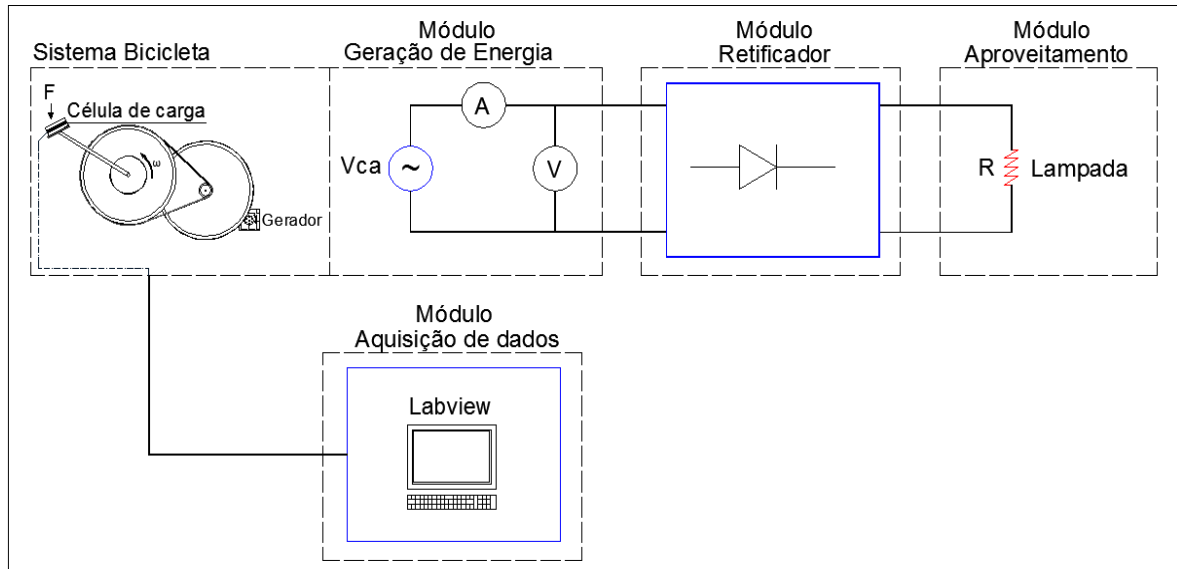 Sistema Bicicleta
F
Célula de carga
ω
Gerador
Módulo
Geração de Energia
A
Vca
~
V
Módulo
Retificador
Módulo
Aproveitamento
R
Lampada
Módulo
Aquisição de dados
Labview